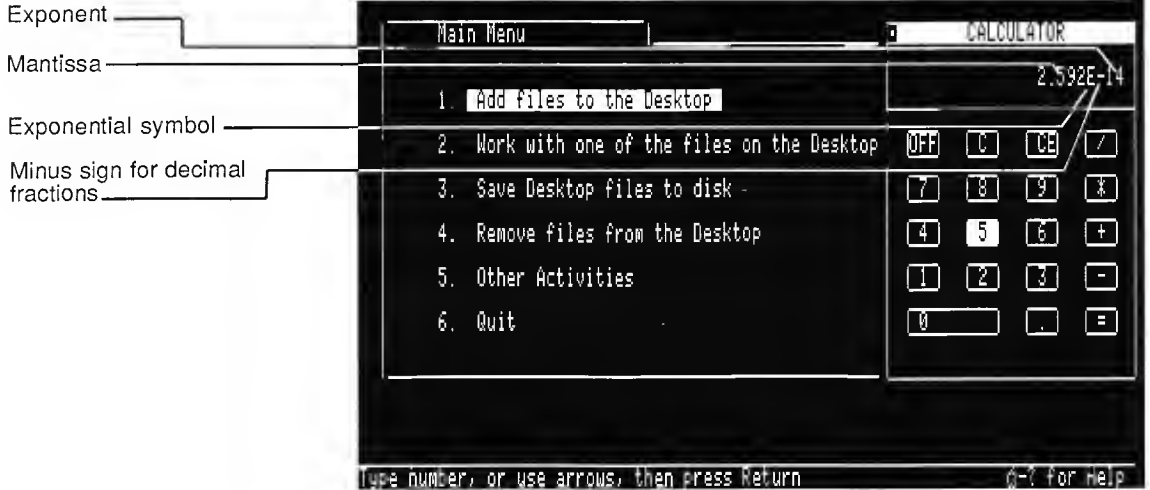 Exponent
Mantissa
Exponential symbol
Minus sign for decimal
fractions
Main Menu
1. Add files to the Desktop
2. Work with one of the files on the Desktop
3. Save Desktop files to disk
4. Remove files from the Desktop
5. Other Activities
6. Quit
CALCULATOR
2.592E-14
OFF C CE /
7 8 9 *
4 5 6 +
1 2 3 -
0 . =
Type number, or use arrows, then press Return
-? for Help